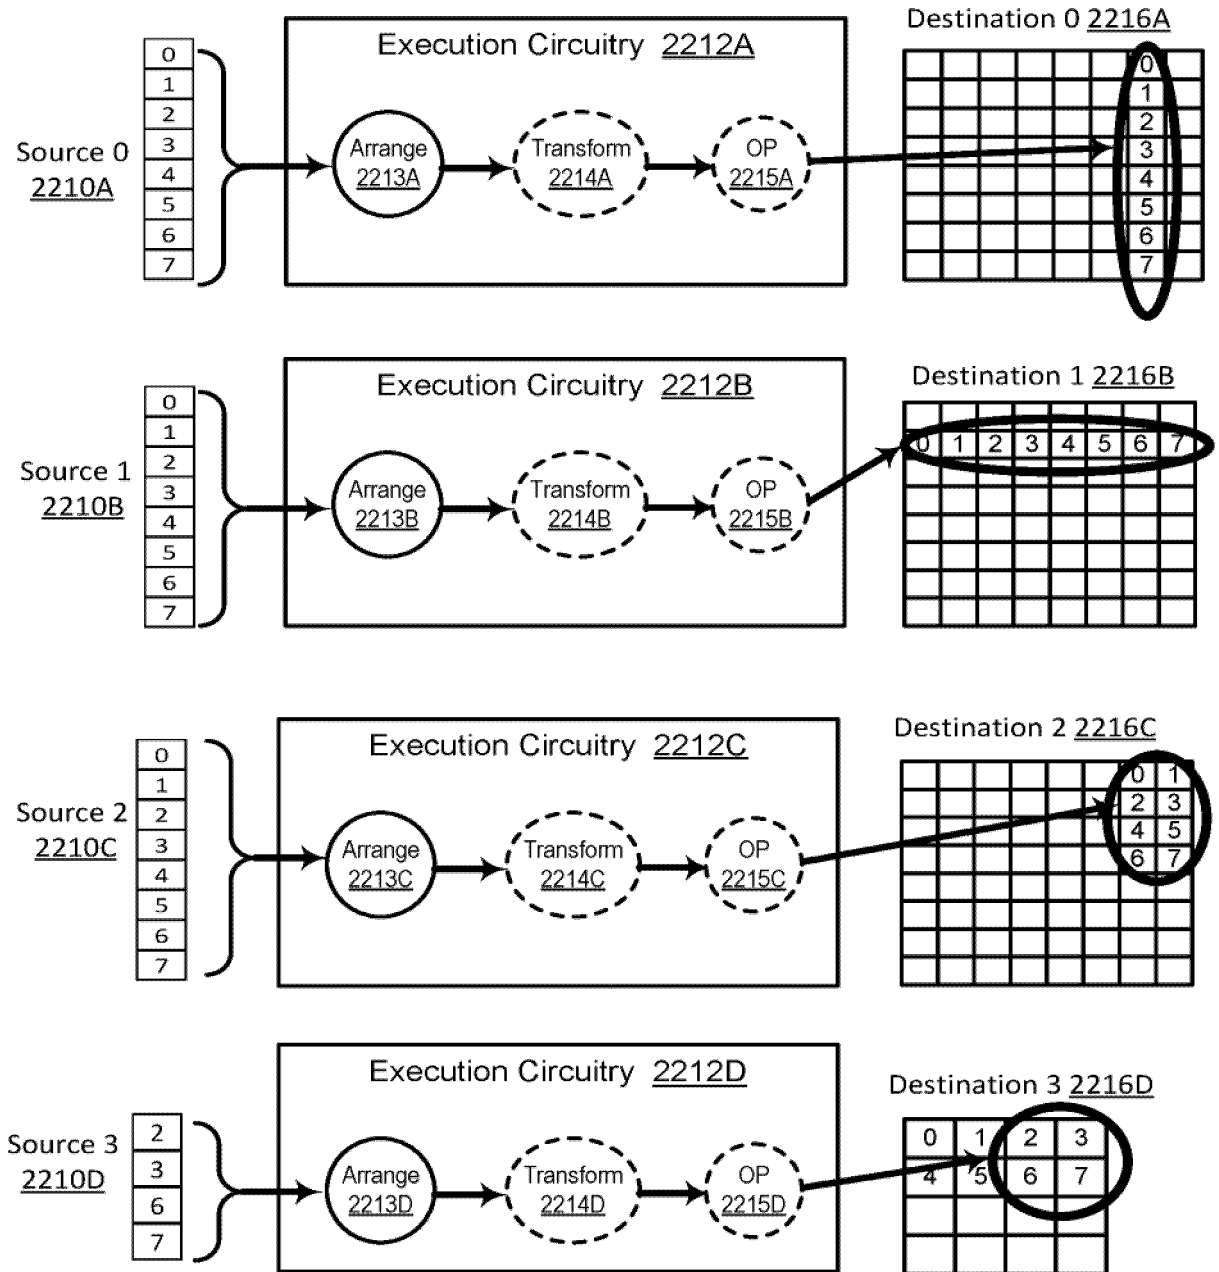 Destination 0 2216A
Execution Circuitry 2212A
Source 0
2210A
0
1
2
3
4
5
6
7
Arrange
2213A
Transform
2214A
OP
2215A
0
1
2
3
4
5
6
7
Destination 1 2216B
Execution Circuitry 2212B
Source 1
2210B
0
1
2
3
4
5
6
7
Arrange
2213B
Transform
2214B
OP
2215B
0 1 2 3 4 5 6 7
Destination 2 2216C
Execution Circuitry 2212C
Source 2
2210C
0
1
2
3
4
5
6
7
Arrange
2213C
Transform
2214C
OP
2215C
0 1
2 3
4 5
6 7
Execution Circuitry 2212D
Destination 3 2216D
Source 3
2210D
2
3
6
7
Arrange
2213D
Transform
2214D
OP
2215D
0 1 2 3
4 5 6 7